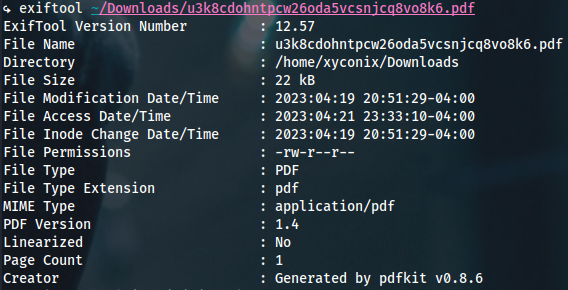 ↳ exiftool ~/Downloads/u3k8cdohntpcw26oda5vcsnjcq8vo8k6.pdf
ExifTool Version Number : 12.57
File Name : u3k8cdohntpcw26oda5vcsnjcq8vo8k6.pdf
Directory : /home/xyconix/Downloads
File Size : 22 kB
File Modification Date/Time : 2023:04:19 20:51:29-04:00
File Access Date/Time : 2023:04:21 23:33:10-04:00
File Inode Change Date/Time : 2023:04:19 20:51:29-04:00
File Permissions : -rw-r--r--
File Type : PDF
File Type Extension : pdf
MIME Type : application/pdf
PDF Version : 1.4
Linearized : No
Page Count : 1
Creator : Generated by pdfkit v0.8.6